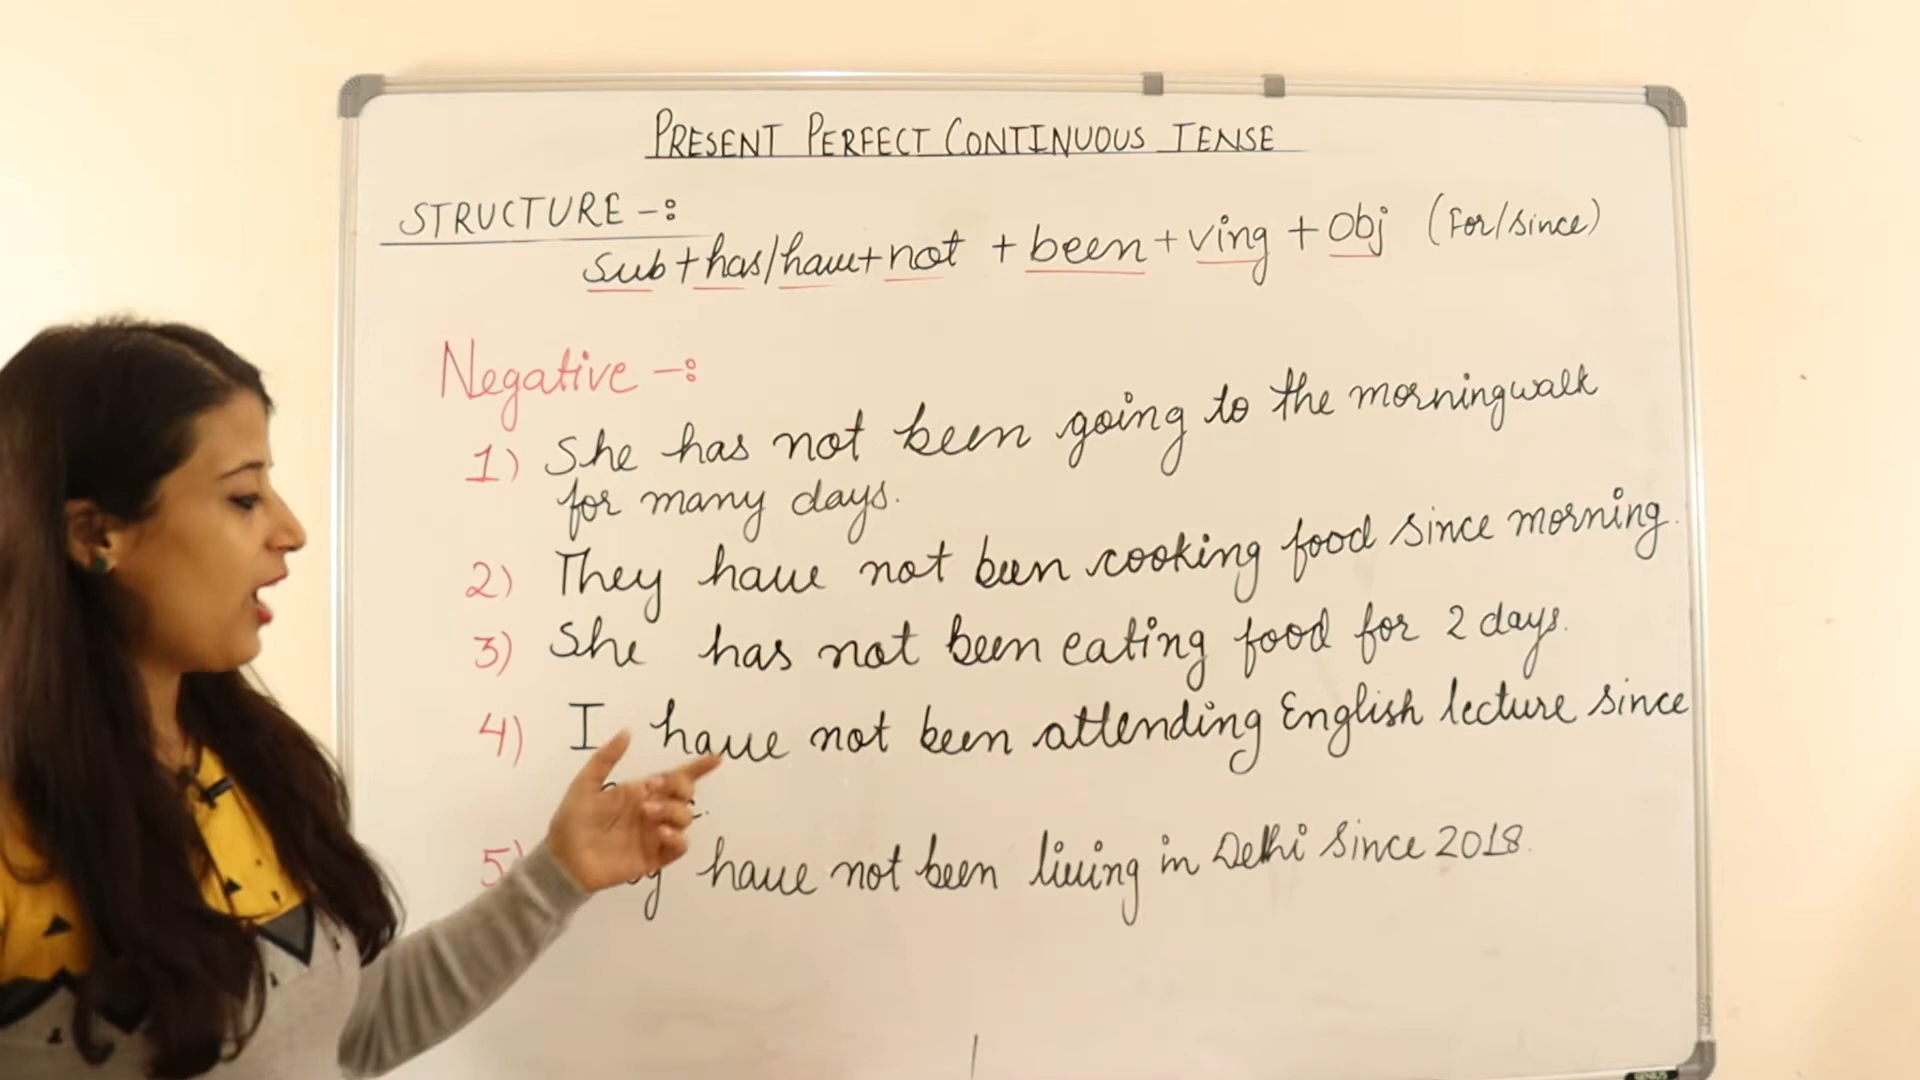 PRESENT PERFECT CONTINUOUS TENSE
STRUCTURE -:
Sub + has/have + not + been + ving + Obj (For/since)
Negative -:
1) She has not been going to the morning walk
for many days.
2) They have not been cooking food since morning.
3) She has not been eating food for 2 days.
4) I have not been attending English lecture since
5) have not been living in Delhi since 2018.